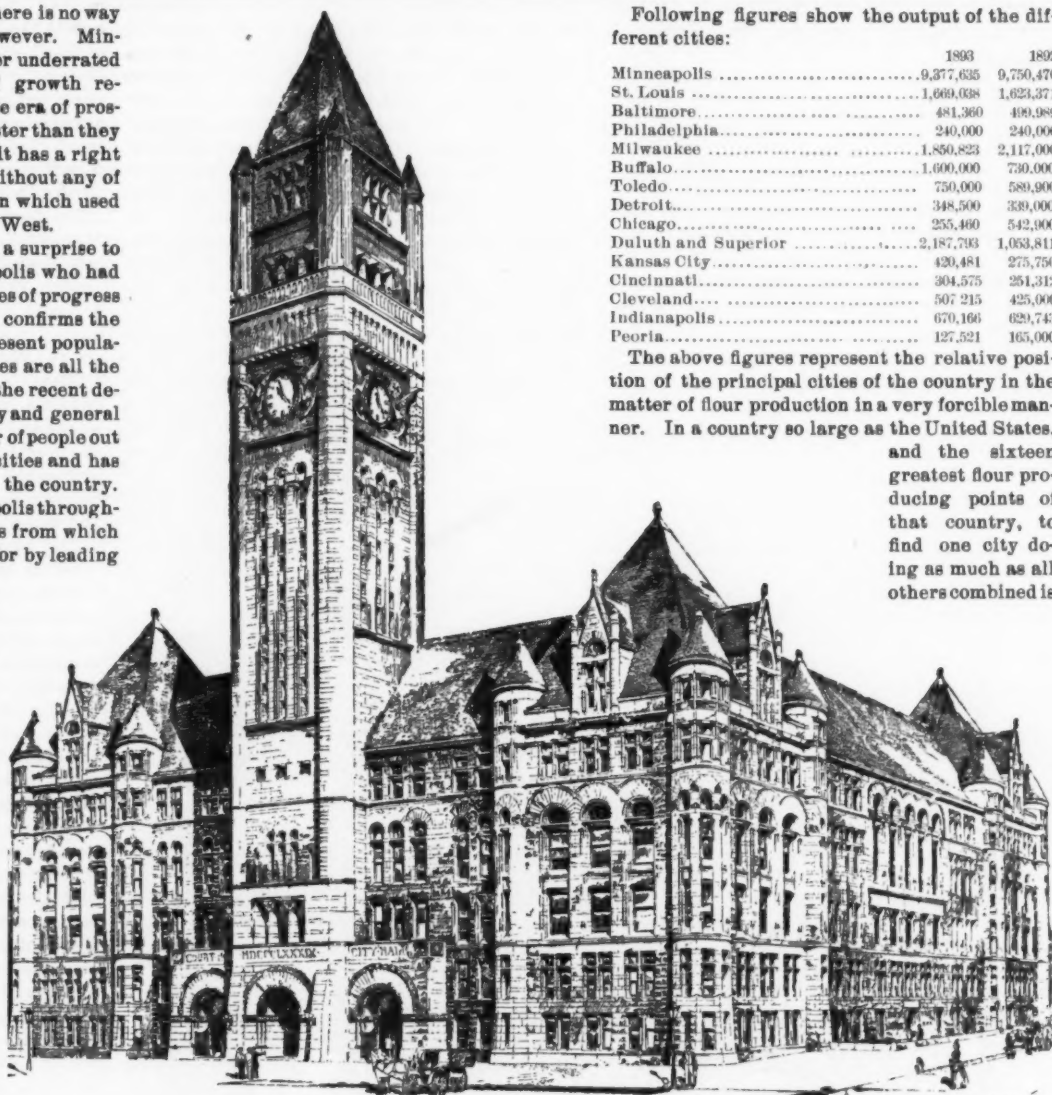 here is no way
wever. Min-
er underrated
growth re-
e era of pros-
ster than they
it has a right
without any of
n which used
West.
a surprise to
polis who had
es of progress
confirms the
esent popula-
es are all the
the recent de-
y and general
r of people out
sities and has
the country.
polis through-
s from which
or by leading
Following figures show the output of the dif-
ferent cities:
1893 1892
Minneapolis 9,377,635 9,750,470
St. Louis 1,669,038 1,623,371
Baltimore 481,360 499,98
Philadelphia 240,000 240,000
Milwaukee 1,850,823 2,117,000
Buffalo 1,600,000 730,000
Toledo 750,000 589,900
Detroit 348,500 339,000
Chicago 255,460 542,900
Duluth and Superior 2,187,793 1,053,811
Kansas City 420,481 275,750
Cincinnati 304,575 251,31
Cleveland 507 215 425,000
Indianapolis 670,166 629,74
Peoria 127,521 165,000
The above figures represent the relative posi-
tion of the principal cities of the country in the
matter of flour production in a very forcible man-
ner. In a country so large as the United States,
and the sixteen
greatest flour pro-
ducing points of
that country, to
find one city do-
ing as much as all
others combined is
COURT MDCCCLXXXIX CITY HALL